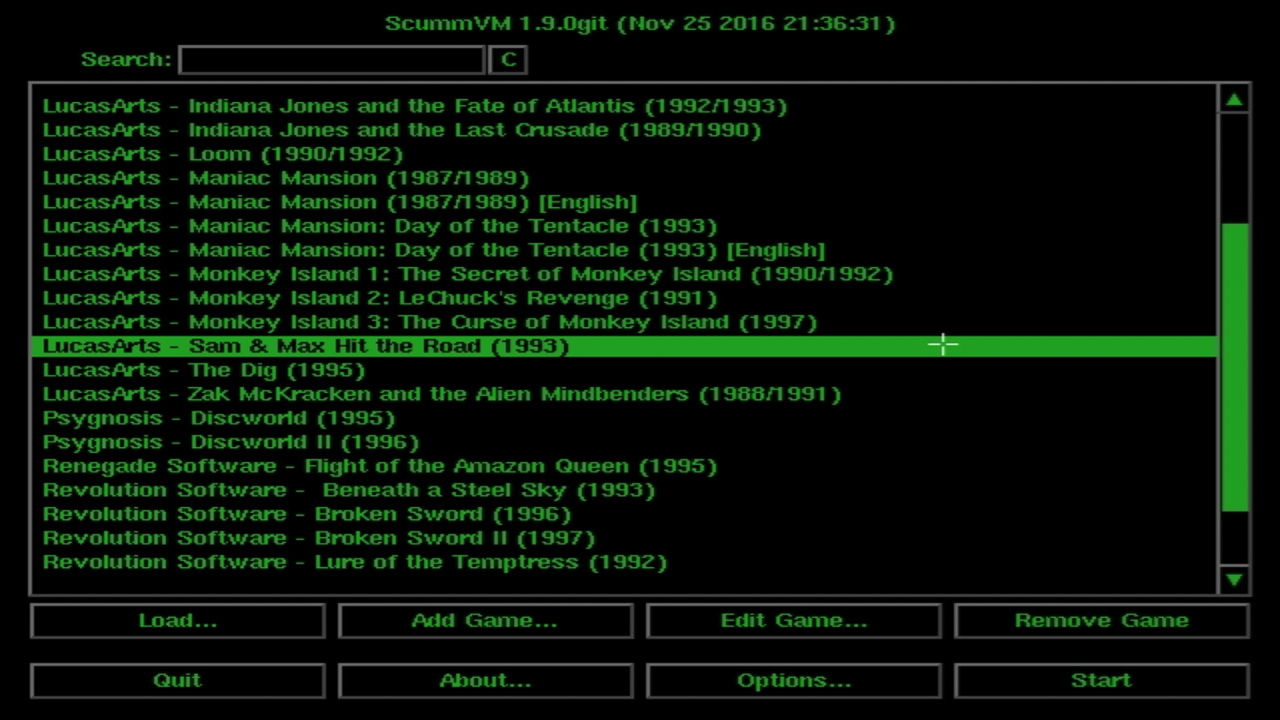 ScummVM 1.9.0git (Nov 25 2016 21:36:31)
Search: C
LucasArts - Indiana Jones and the Fate of Atlantis (1992/1993)
LucasArts - Indiana Jones and the Last Crusade (1989/1990)
LucasArts - Loom (1990/1992)
LucasArts - Maniac Mansion (1987/1989)
LucasArts - Maniac Mansion (1987/1989) [English]
LucasArts - Maniac Mansion: Day of the Tentacle (1993)
LucasArts - Maniac Mansion: Day of the Tentacle (1993) [English]
LucasArts - Monkey Island 1: The Secret of Monkey Island (1990/1992)
LucasArts - Monkey Island 2: LeChuck's Revenge (1991)
LucasArts - Monkey Island 3: The Curse of Monkey Island (1997)
LucasArts - Sam & Max Hit the Road (1993)
LucasArts - The Dig (1995)
LucasArts - Zak McKracken and the Alien Mindbenders (1988/1991)
Psygnosis - Discworld (1995)
Psygnosis - Discworld II (1996)
Renegade Software - Flight of the Amazon Queen (1995)
Revolution Software -  Beneath a Steel Sky (1993)
Revolution Software - Broken Sword (1996)
Revolution Software - Broken Sword II (1997)
Revolution Software - Lure of the Temptress (1992)
Load... Add Game... Edit Game... Remove Game
Quit About... Options... Start